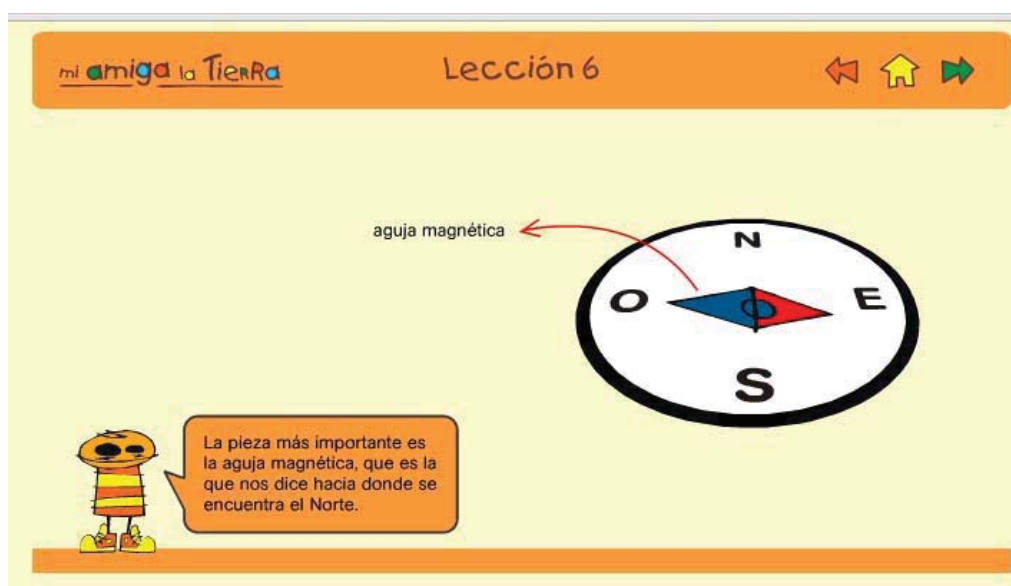 mi amiga la TieRRa
Lección 6
aguja magnética
N
O
E
S
La pieza más importante es
la aguja magnética, que es la
que nos dice hacia donde se
encuentra el Norte.